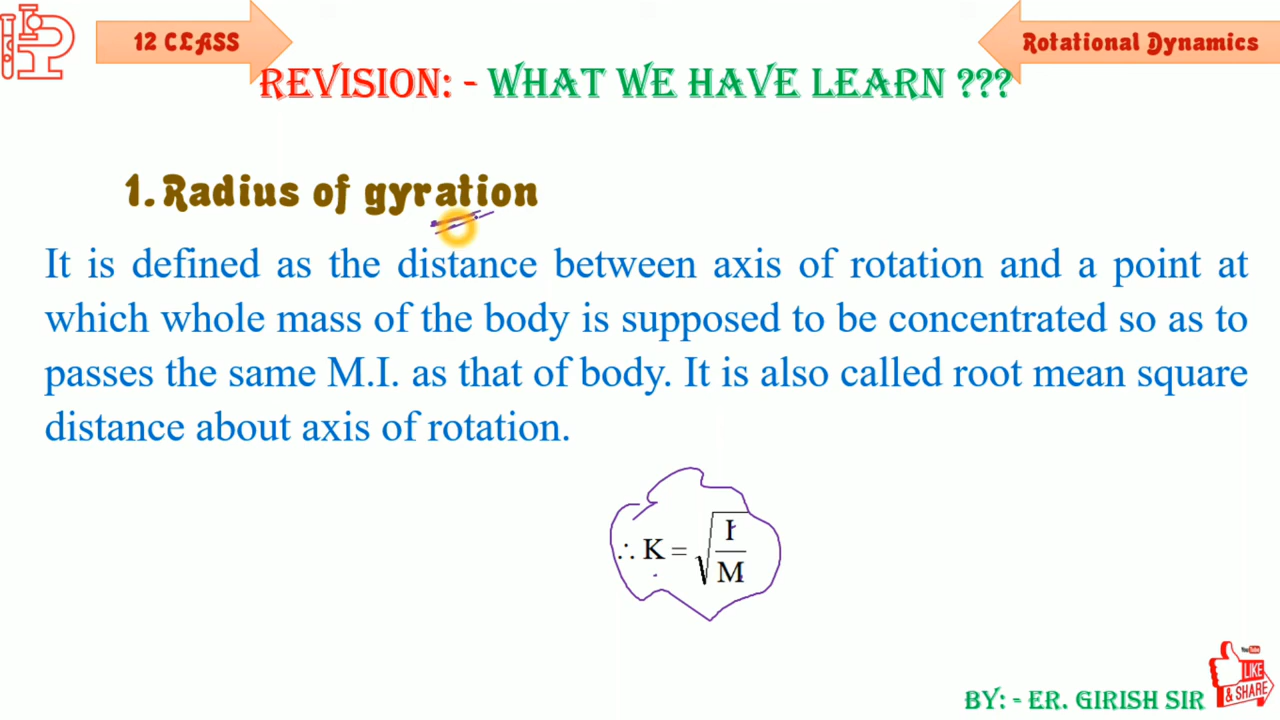 12 CLASS
Rotational Dynamics
REVISION: - WHAT WE HAVE LEARN ???
1. Radius of gyration
It is defined as the distance between axis of rotation and a point at
which whole mass of the body is supposed to be concentrated so as to
passes the same M.I. as that of body. It is also called root mean square
distance about axis of rotation.
∴ K = √(I/M)
YouTube
LIKE
& SHARE
BY: - ER. GIRISH SIR